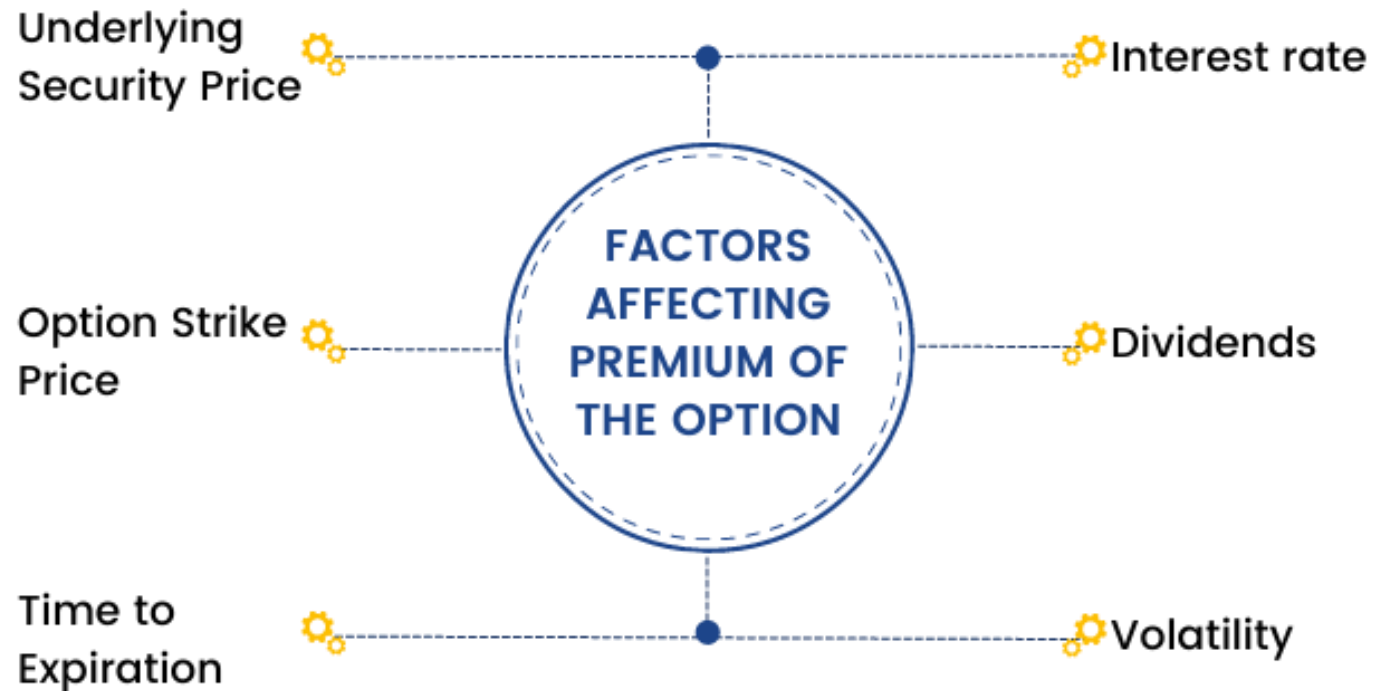 Underlying
Security Price
Interest rate
FACTORS
AFFECTING
PREMIUM OF
THE OPTION
Option Strike
Price
Dividends
Time to
Expiration
Volatility